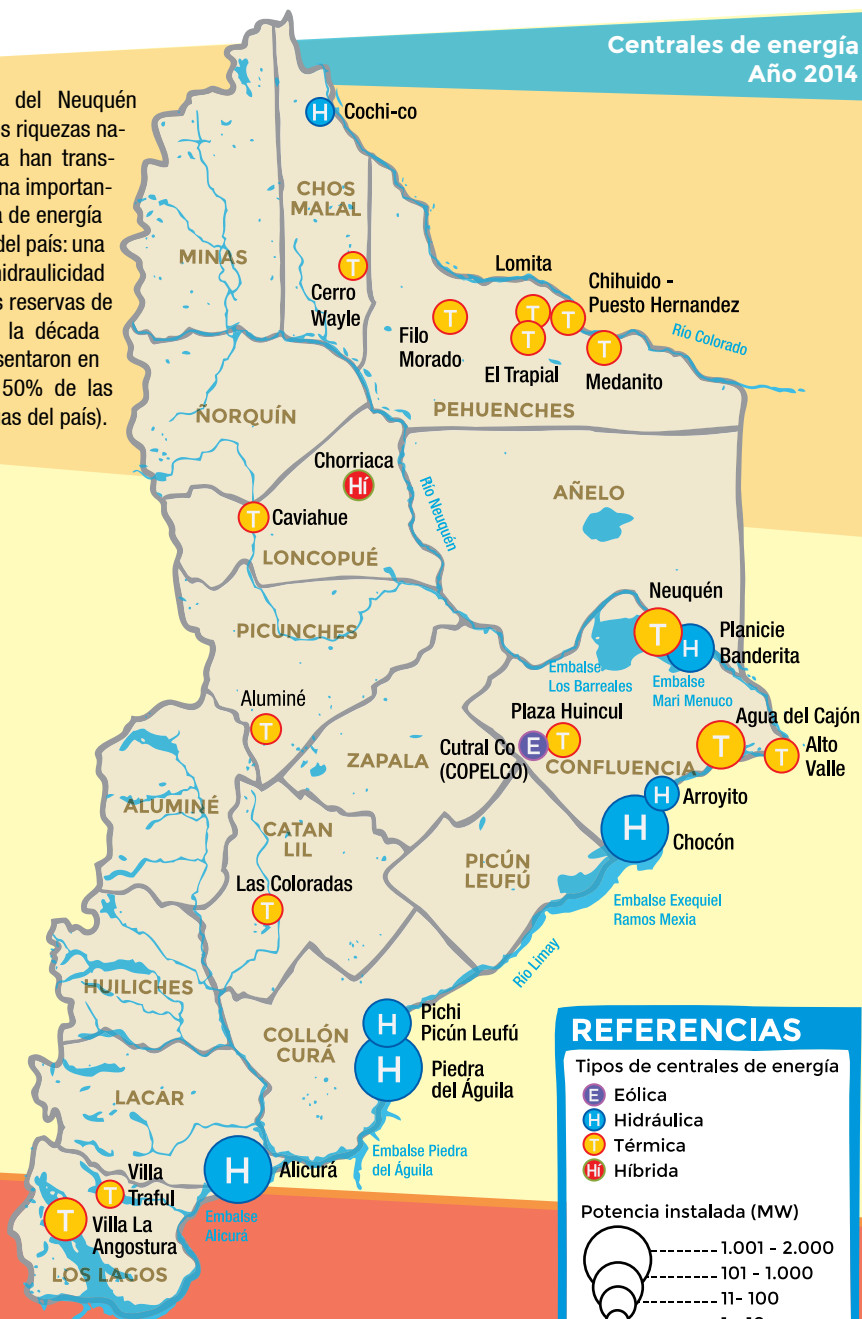 Centrales de energía
Año 2014
del Neuquén
s riquezas na-
a han trans-
na importan-
a de energía
del país: una
hidraulicidad
s reservas de
la década
sentaron en
50% de las
as del país).
H
Cochi-co
CHOS
MALAL
MINAS
T
Cerro
Wayle
Lomita
T
Chihuido -
Puesto Hernandez
T
Filo
Morado
T
El Trapial
T
Medanito
T
Río Colorado
PEHUENCHES
ÑORQUÍN
Chorriaca
Hí
Río Neuquén
AÑELO
T
Caviahue
LONCOPUÉ
Neuquén
T
PICUNCHES
H
Planicie
Banderita
Embalse
Los Barreales
Embalse
Mari Menuco
Aluminé
T
Plaza Huincul
T
Cutral Co
(COPELCO)
E
Agua del Cajón
T
T
Alto
Valle
ZAPALA
CONFLUENCIA
ALUMINÉ
H
Arroyito
CATAN
LIL
H
Chocón
PICÚN
LEUFÚ
Las Coloradas
T
Embalse Exequiel
Ramos Mexia
Río Limay
HUILICHES
H
Pichi
Picún Leufú
COLLÓN
CURÁ
H
Piedra
del Águila
LACAR
Embalse Piedra
del Águila
H
Alicurá
Embalse
Alicurá
Villa
Traful
T
T
Villa La
Angostura
LOS LAGOS
REFERENCIAS
Tipos de centrales de energía
E Eólica
H Hidráulica
T Térmica
Hí Híbrida
Potencia instalada (MW)
1.001 - 2.000
101 - 1.000
11- 100